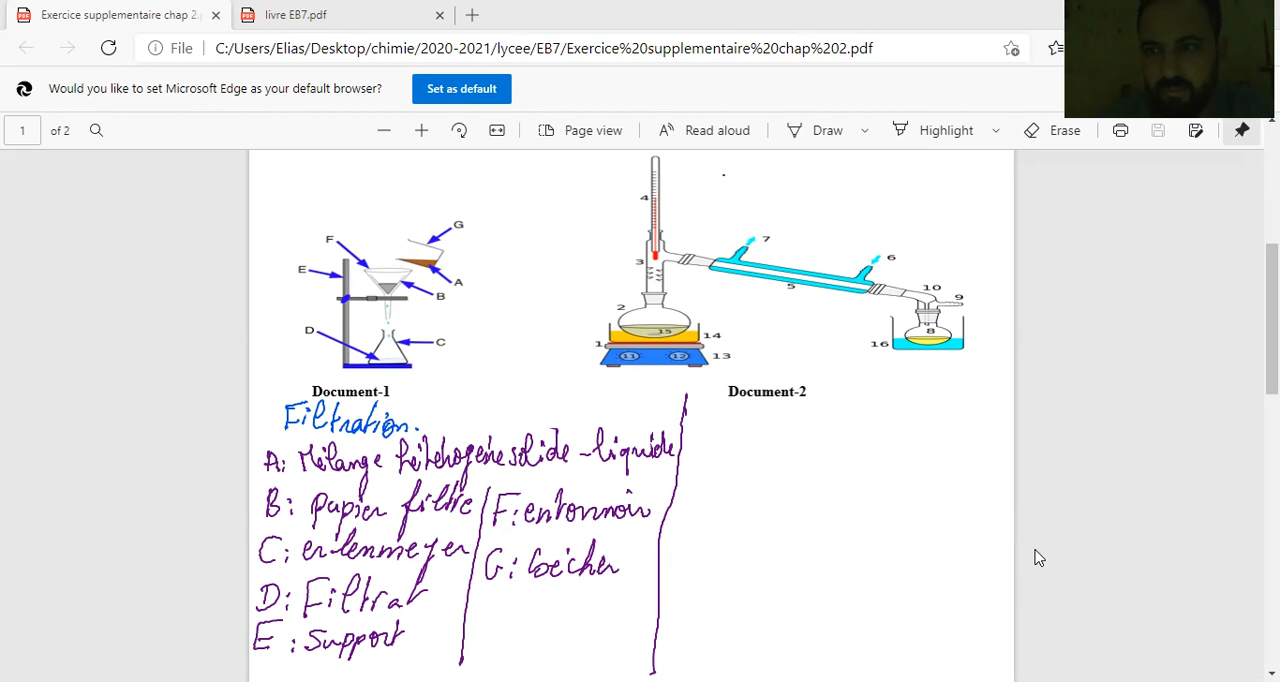 Exercice supplementaire chap 2.
livre EB7.pdf
File
C:/Users/Elias/Desktop/chimie/2020-2021/lycee/EB7/Exercice%20supplementaire%20chap%202.pdf
Would you like to set Microsoft Edge as your default browser?
Set as default
1 of 2
Page view
Read aloud
Draw
Highlight
Erase
F
G
E
A
B
D
C
4
7
3
6
5
10
9
2
15
14
8
1
11
12
13
16
Document-1
Document-2
Filtration.
A: Mélange hétérogène solide-liquide
B: papier filtre
F: entonnoir
C: erlenmeyer
G: bécher
D: Filtrat
E: support